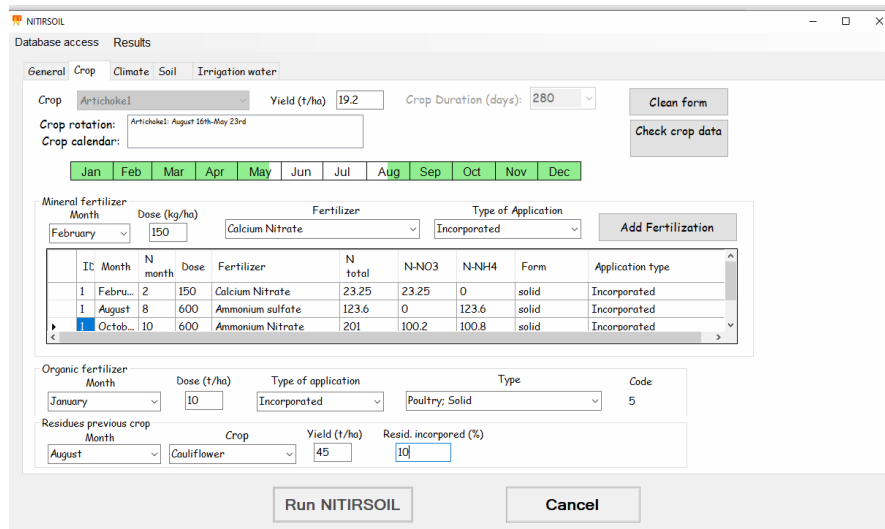 NITIRSOIL
Database access Results
General Crop Climate Soil Irrigation water
Crop Artichoke1 Yield (t/ha) 19.2 Crop Duration (days): 280 Clean form
Crop rotation: Artichoke1: August 16th-May 23rd Check crop data
Crop calendar:
Jan Feb Mar Apr May Jun Jul Aug Sep Oct Nov Dec
Mineral fertilizer
Month Dose (kg/ha) Fertilizer Type of Application
February 150 Calcium Nitrate Incorporated Add Fertilization
ID Month N month Dose Fertilizer N total N-NO3 N-NH4 Form Application type
1 Febru... 2 150 Calcium Nitrate 23.25 23.25 0 solid Incorporated
1 August 8 600 Ammonium sulfate 123.6 0 123.6 solid Incorporated
1 Octob... 10 600 Ammonium Nitrate 201 100.2 100.8 solid Incorporated
Organic fertilizer
Month Dose (t/ha) Type of application Type Code
January 10 Incorporated Poultry; Solid 5
Residues previous crop
Month Crop Yield (t/ha) Resid. incorpored (%)
August Cauliflower 45 10
Run NITIRSOIL Cancel